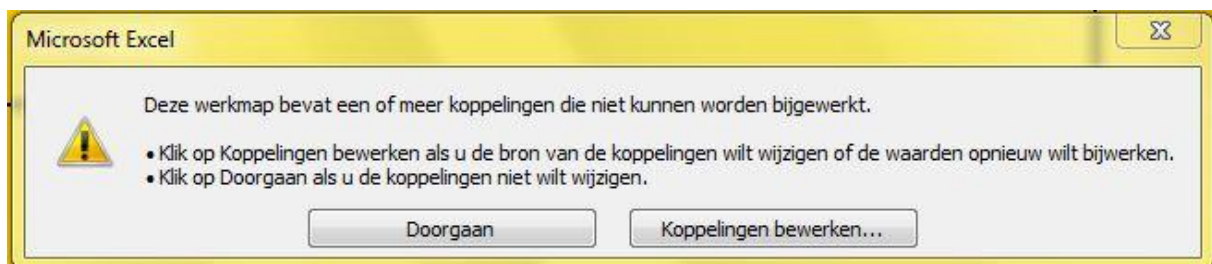 Microsoft Excel
Deze werkmap bevat een of meer koppelingen die niet kunnen worden bijgewerkt.
• Klik op Koppelingen bewerken als u de bron van de koppelingen wilt wijzigen of de waarden opnieuw wilt bijwerken.
• Klik op Doorgaan als u de koppelingen niet wilt wijzigen.
Doorgaan Koppelingen bewerken...